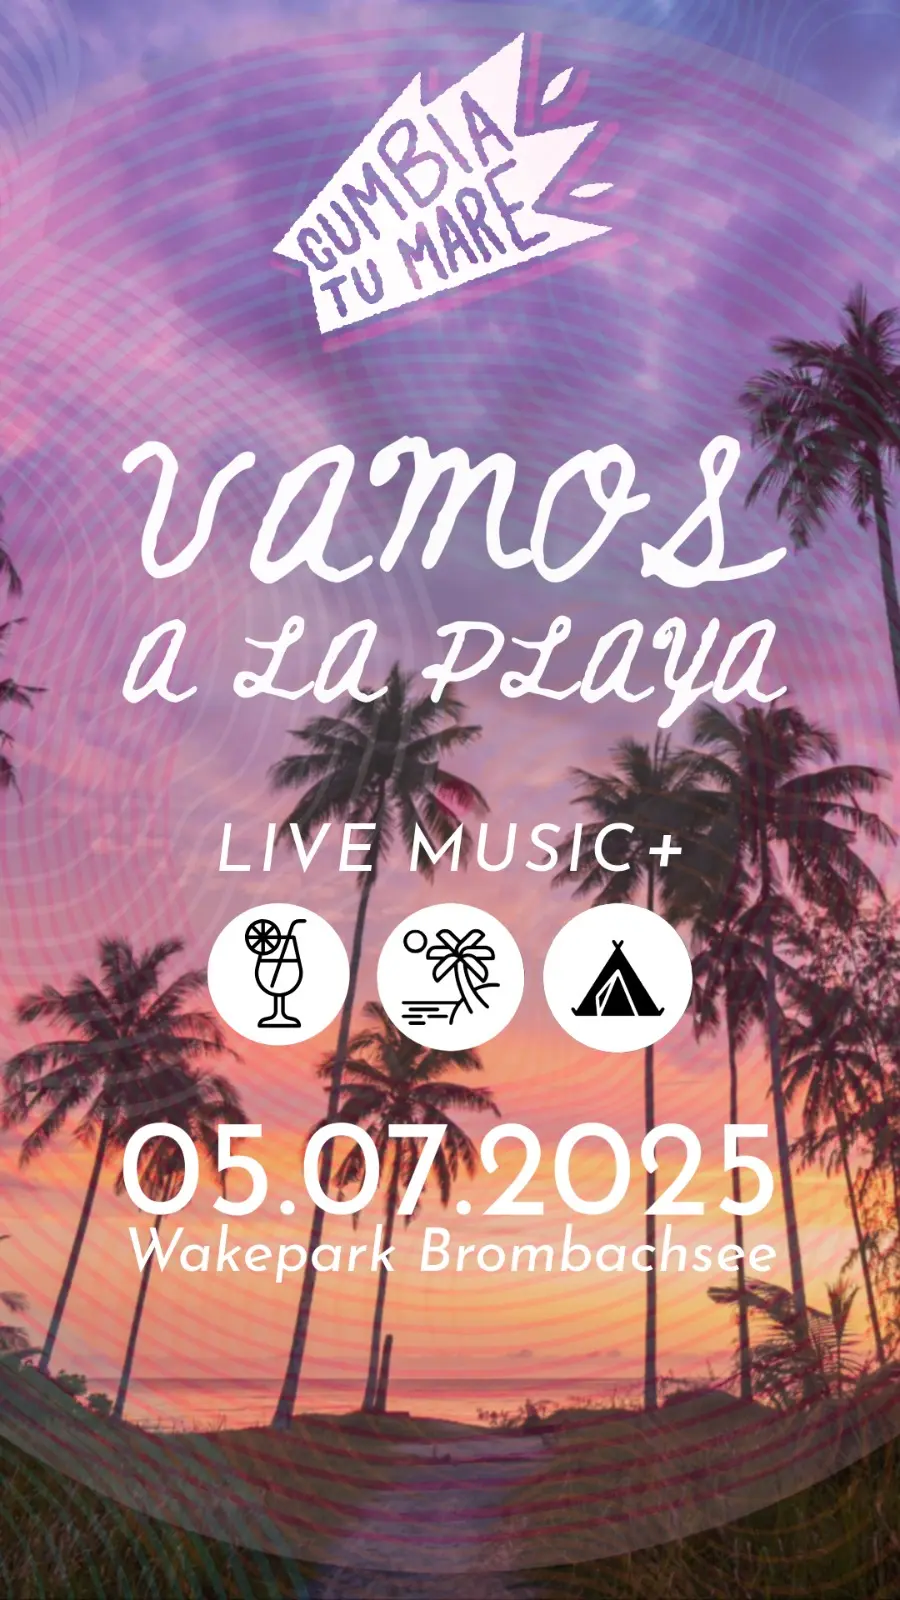 CUMBIA
TU MARE
VAMOS
A LA PLAYA
LIVE MUSIC+
05.07.2025
Wakepark Brombachsee